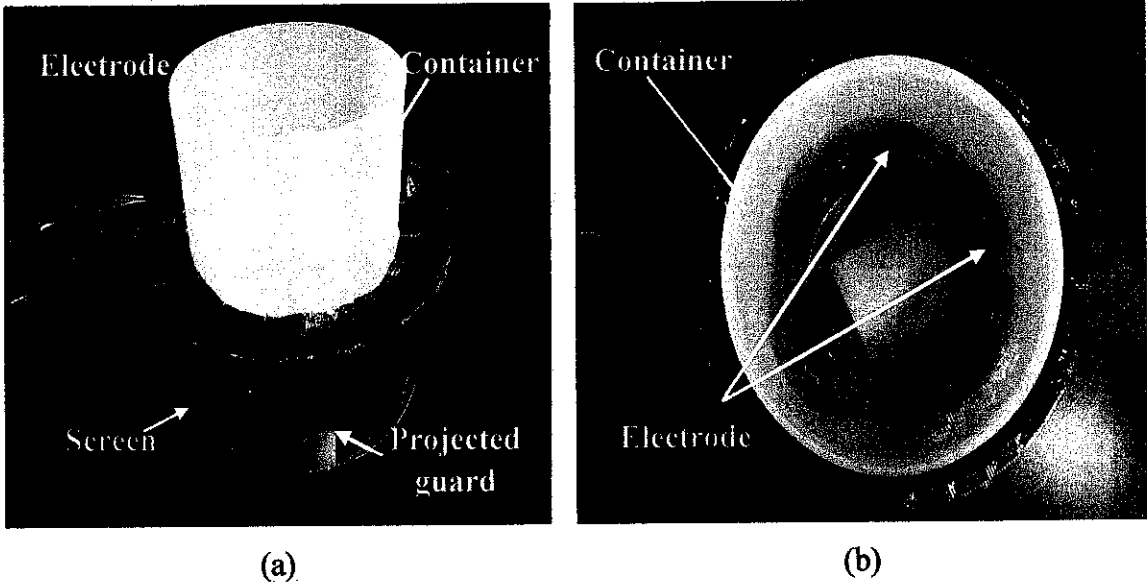 Electrode
Container
Screen
Projected
guard
Container
Electrode
(a)
(b)